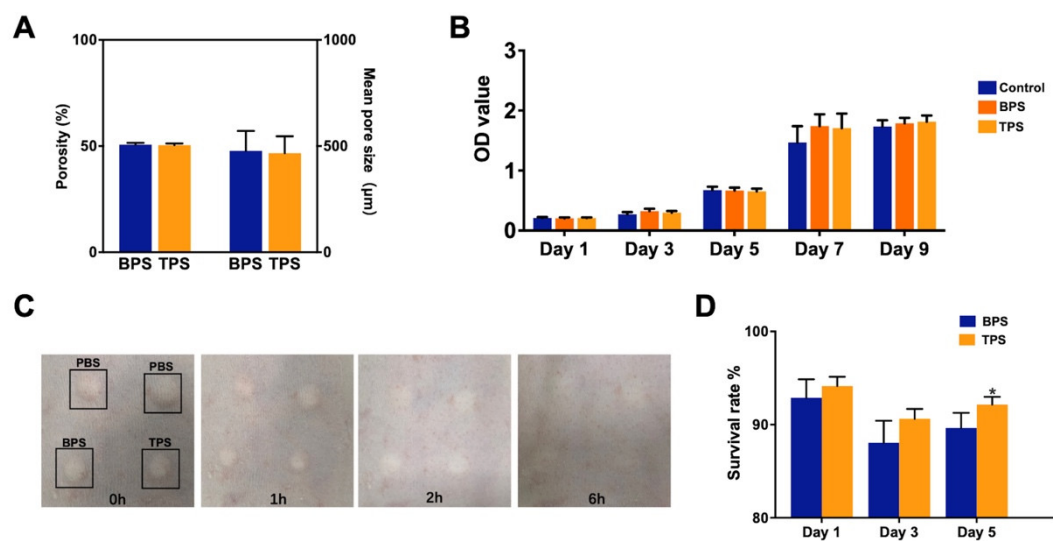 A
100
50
0
Porosity (%)
1000
500
0
Mean pore size (μm)
BPS TPS
BPS TPS
B
3
2
1
0
OD value
Day 1
Day 3
Day 5
Day 7
Day 9
Control
BPS
TPS
C
PBS
PBS
BPS
TPS
0h
1h
2h
6h
D
100
90
80
Survival rate %
*
Day 1
Day 3
Day 5
BPS
TPS